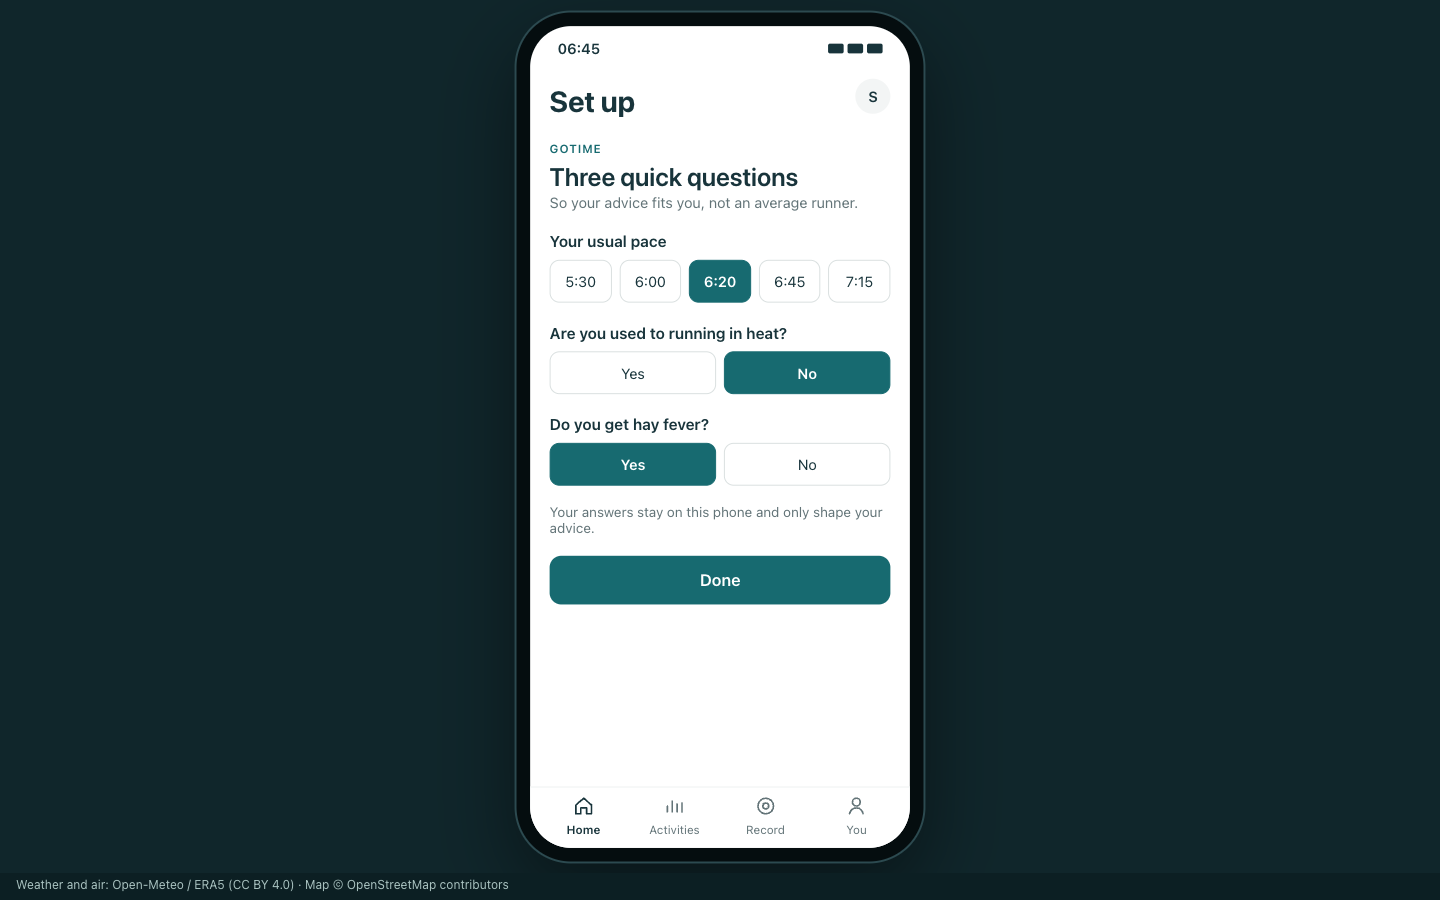 06:45
Set up
S
GOTIME
Three quick questions
So your advice fits you, not an average runner.
Your usual pace
5:30 6:00 6:20 6:45 7:15
Are you used to running in heat?
Yes No
Do you get hay fever?
Yes No
Your answers stay on this phone and only shape your
advice.
Done
Home Activities Record You
Weather and air: Open-Meteo / ERA5 (CC BY 4.0) · Map © OpenStreetMap contributors